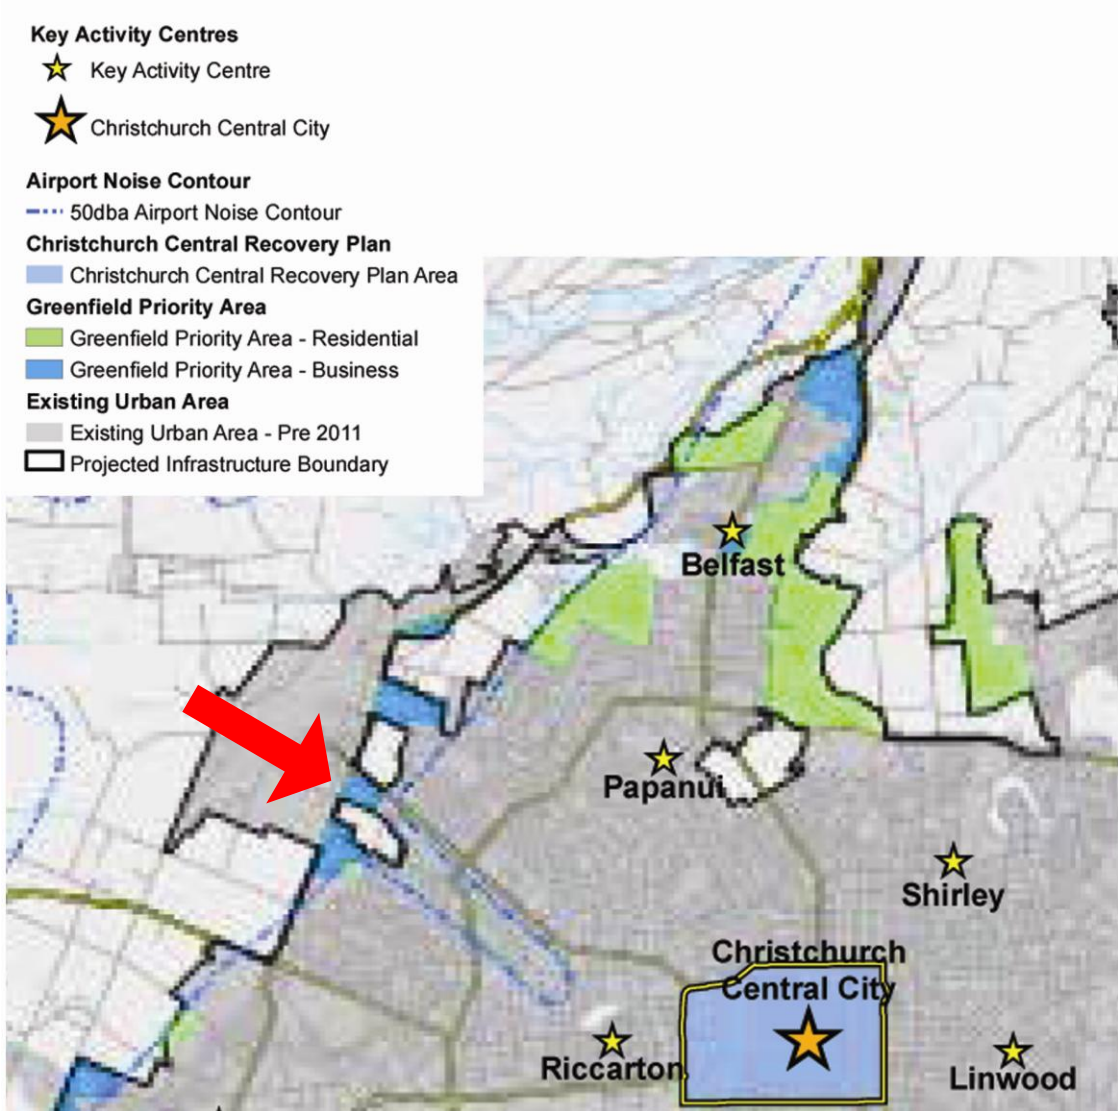 Key Activity Centres
Key Activity Centre
Christchurch Central City
Airport Noise Contour
50dba Airport Noise Contour
Christchurch Central Recovery Plan
Christchurch Central Recovery Plan Area
Greenfield Priority Area
Greenfield Priority Area - Residential
Greenfield Priority Area - Business
Existing Urban Area
Existing Urban Area - Pre 2011
Projected Infrastructure Boundary
Belfast
Papanui
Shirley
Christchurch
Central City
Riccarton
Linwood